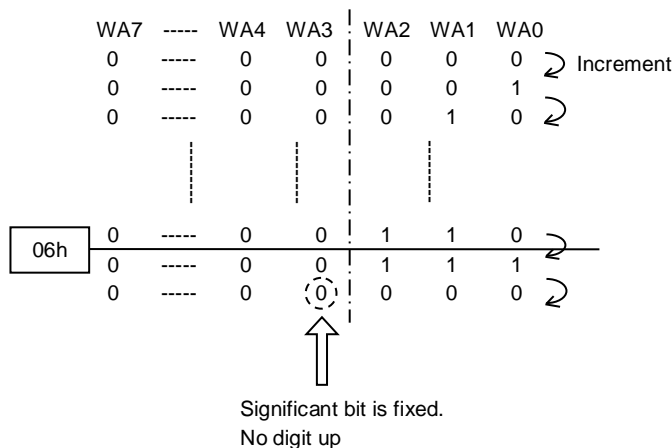 WA7 ----- WA4 WA3 WA2 WA1 WA0
0 ----- 0 0 0 0 0 Increment
0 ----- 0 0 0 0 1
0 ----- 0 0 0 1 0
0 ----- 0 0 1 1 0
06h
0 ----- 0 0 1 1 1
0 ----- 0 0 0 0 0
Significant bit is fixed.
No digit up